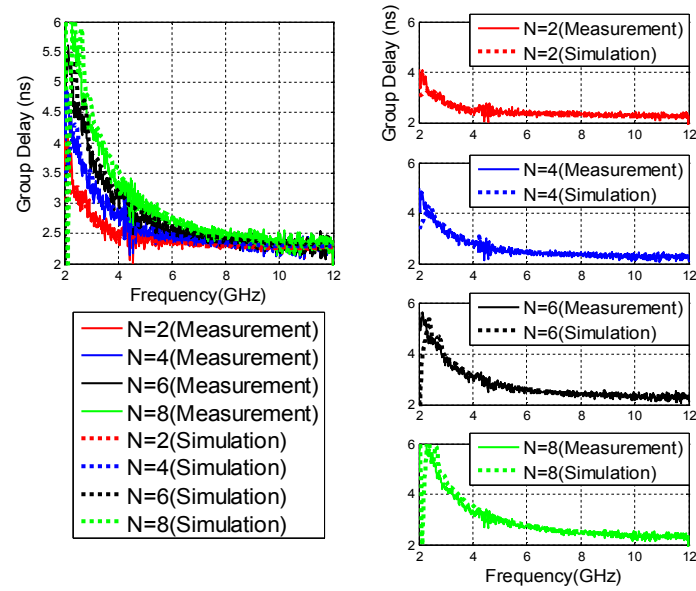 6
5.5
5
4.5
4
3.5
3
2.5
2
Group Delay (ns)
2 4 6 8 10 12
Frequency(GHz)
N=2(Measurement)
N=4(Measurement)
N=6(Measurement)
N=8(Measurement)
N=2(Simulation)
N=4(Simulation)
N=6(Simulation)
N=8(Simulation)
Group Delay (ns)
6
4
2
N=2(Measurement)
N=2(Simulation)
2 4 6 8 10 12
6
4
2
N=4(Measurement)
N=4(Simulation)
2 4 6 8 10 12
6
4
2
N=6(Measurement)
N=6(Simulation)
2 4 6 8 10 12
6
4
2
N=8(Measurement)
N=8(Simulation)
2 4 6 8 10 12
Frequency(GHz)